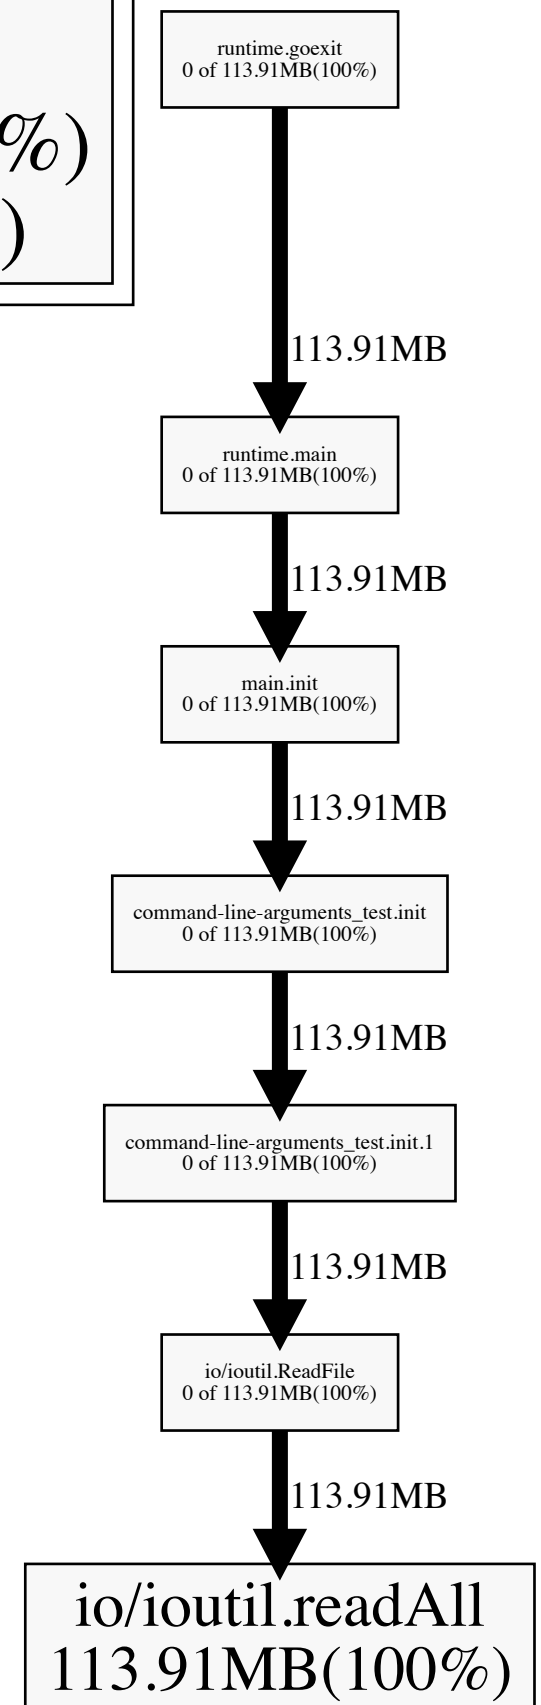 %)
)
runtime.goexit
0 of 113.91MB(100%)
113.91MB
runtime.main
0 of 113.91MB(100%)
113.91MB
main.init
0 of 113.91MB(100%)
113.91MB
command-line-arguments_test.init
0 of 113.91MB(100%)
113.91MB
command-line-arguments_test.init.1
0 of 113.91MB(100%)
113.91MB
io/ioutil.ReadFile
0 of 113.91MB(100%)
113.91MB
io/ioutil.readAll
113.91MB(100%)